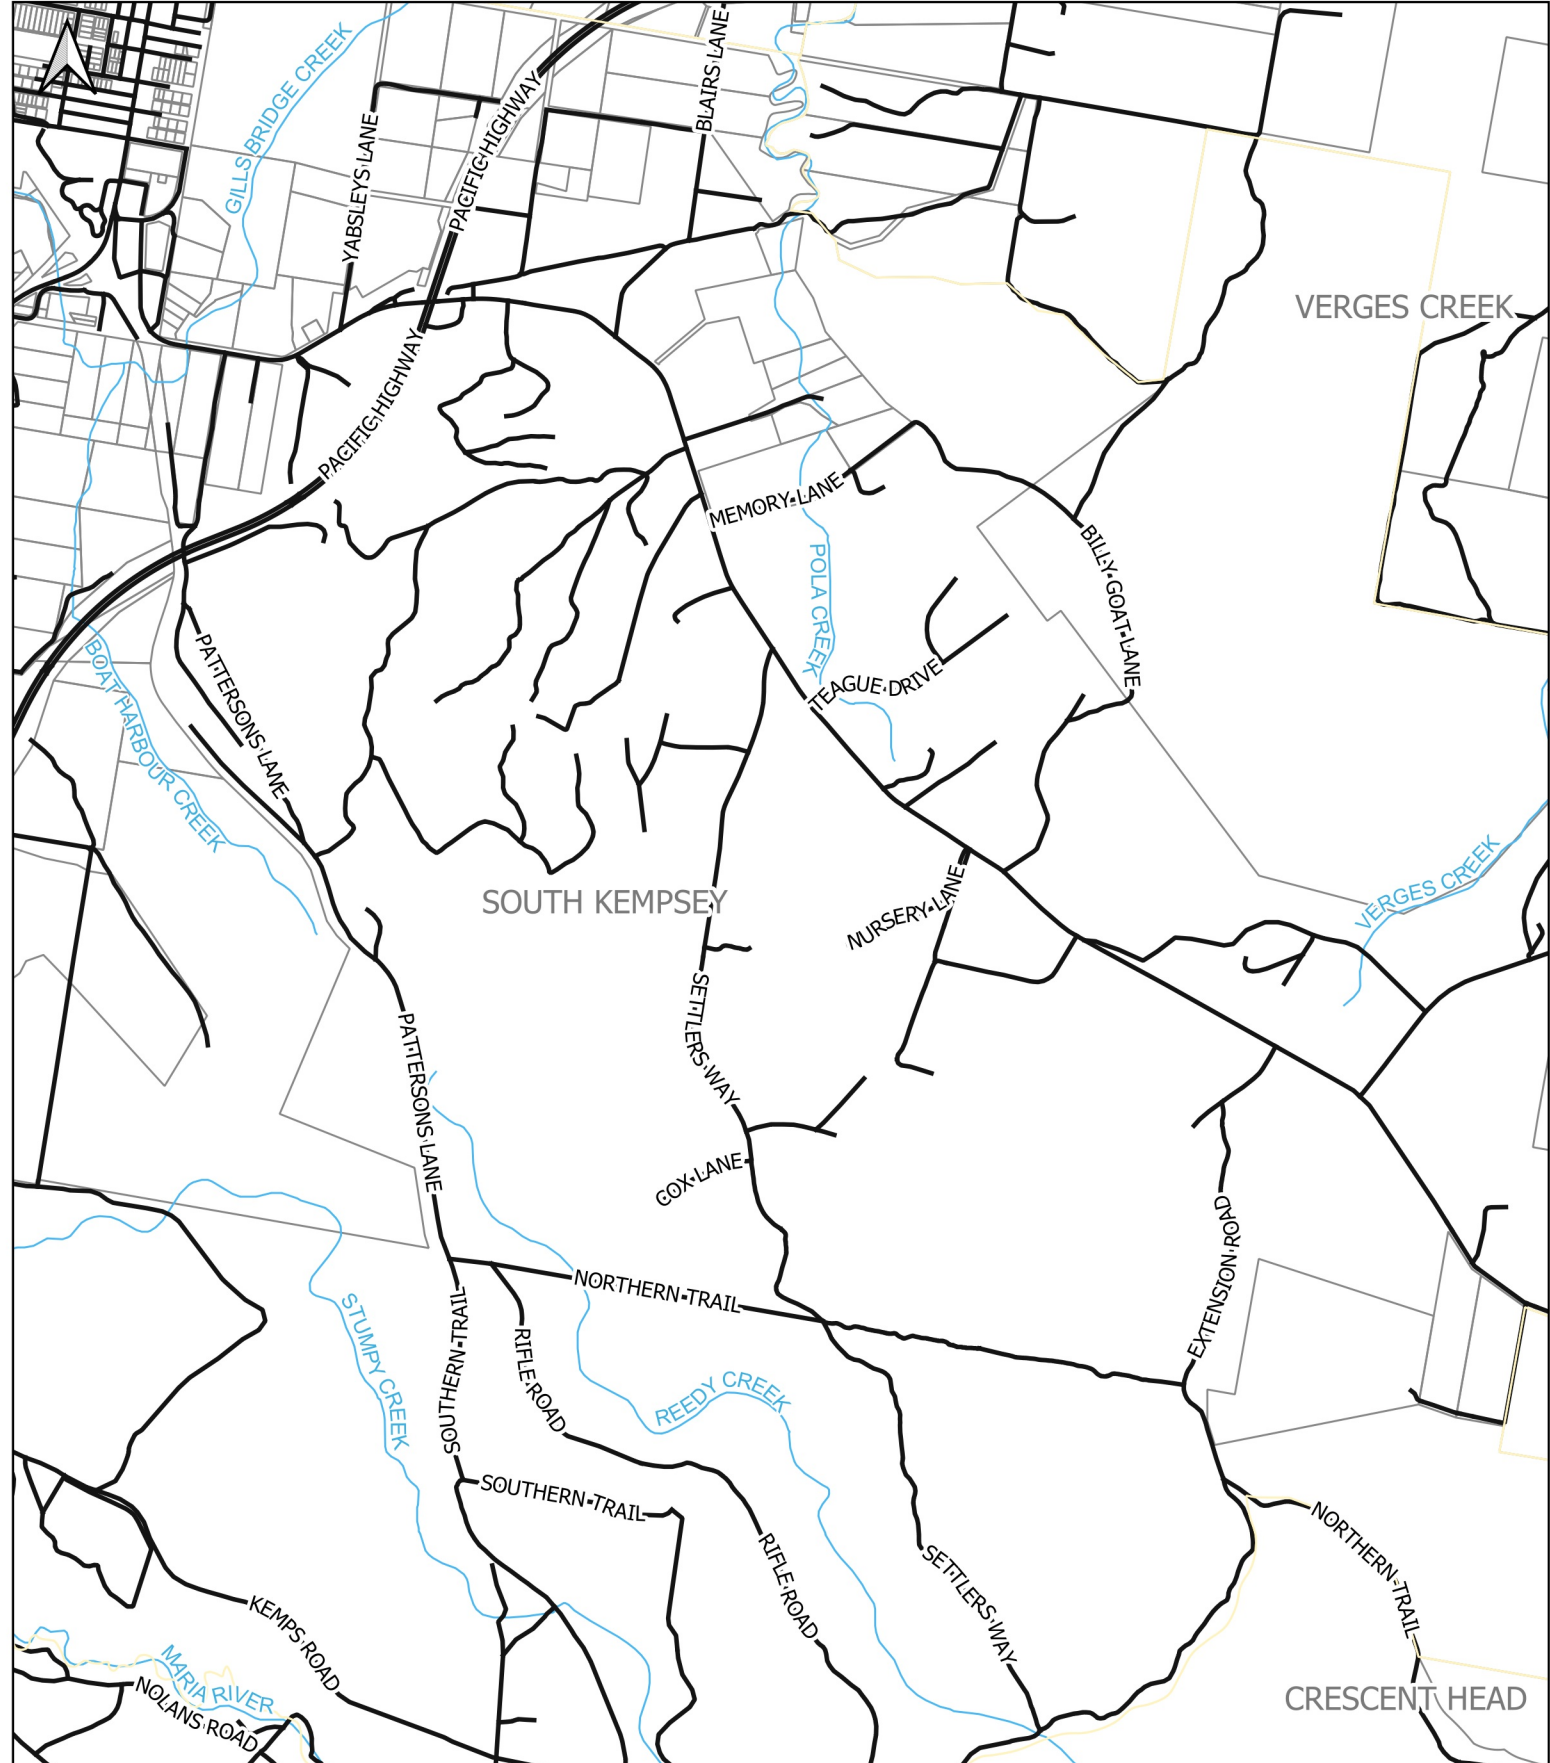 GILLS BRIDGE CREEK
BLAIRS LANE
PACIFIC HIGHWAY
YABSLEYS LANE
VERGES CREEK
PACIFIC HIGHWAY
MEMORY LANE
BILLY GOAT LANE
POLA CREEK
PATTERSONS LANE
BOAT HARBOUR CREEK
TEAGUE DRIVE
VERGES CREEK
SOUTH KEMPSEY
NURSERY LANE
SETTLERS WAY
PATTERSONS LANE
COX LANE
EXTENSION ROAD
NORTHERN TRAIL
STUMPY CREEK
SOUTHERN TRAIL
RIFLE ROAD
REEDY CREEK
SOUTHERN TRAIL
NORTHERN TRAIL
RIFLE ROAD
SETTLERS WAY
KEMPS ROAD
MARIA RIVER
NOLANS ROAD
CRESCENT HEAD